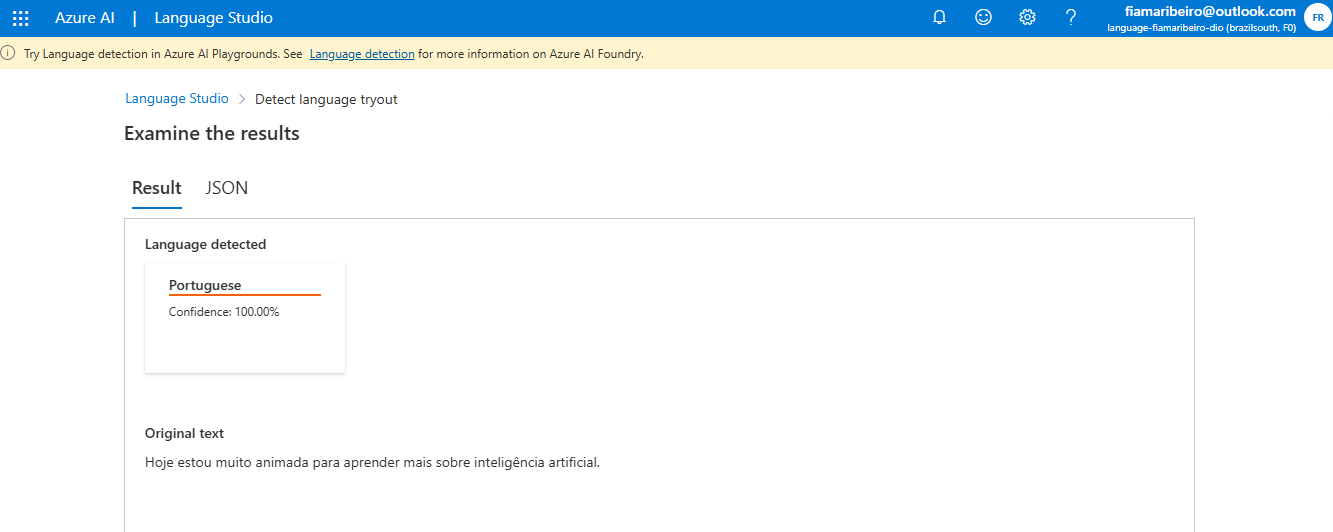 Azure AI | Language Studio
fiamaribeiro@outlook.com
language-fiamaribeiro-dio (brazilsouth, F0)
FR
Try Language detection in Azure AI Playgrounds. See Language detection for more information on Azure AI Foundry.
Language Studio > Detect language tryout
Examine the results
Result JSON
Language detected
Portuguese
Confidence: 100.00%
Original text
Hoje estou muito animada para aprender mais sobre inteligência artificial.